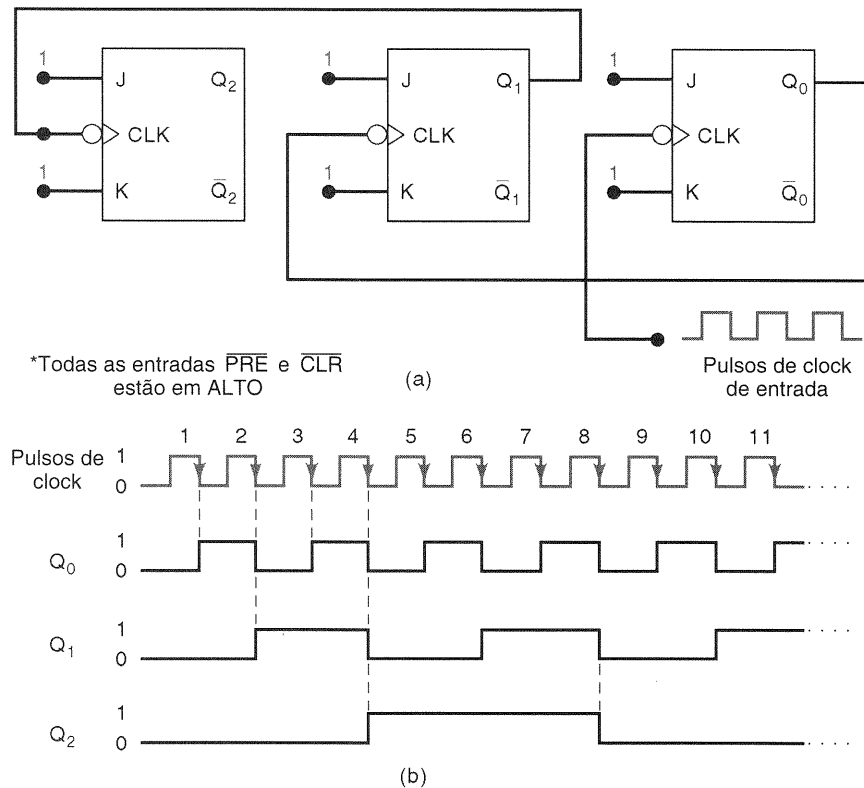 1 1 1
J Q2 J Q1 J Q0
CLK CLK CLK
1 1 1
K Q̅2 K Q̅1 K Q̅0
*Todas as entradas P̅R̅E̅ e C̅L̅R̅
estão em ALTO
(a)
Pulsos de clock
de entrada
1 2 3 4 5 6 7 8 9 10 11
Pulsos de
clock
1
0
Q0
1
0
Q1
1
0
Q2
1
0
(b)